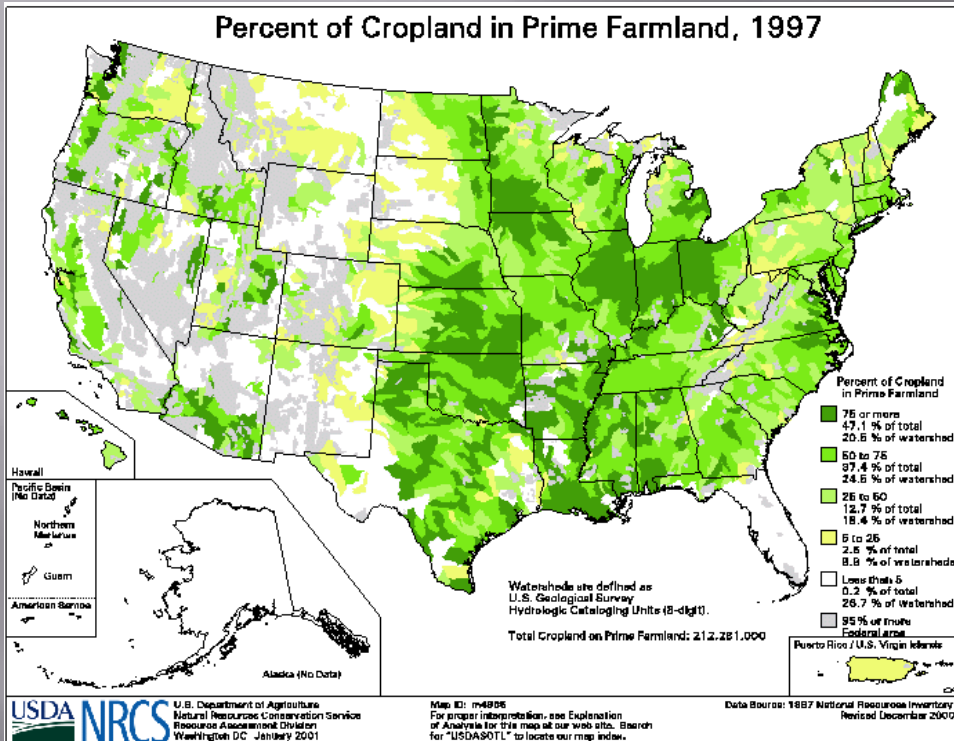 Percent of Cropland in Prime Farmland, 1997
Percent of Cropland
in Prime Farmland
75 or more
47.1 % of total
20.5 % of watershed
50 to 75
37.4 % of total
24.5 % of watershed
25 to 50
12.7 % of total
18.4 % of watershed
5 to 25
2.5 % of total
% of watersheds
Less than 5
0.2 % of total
26.7 % of watershed
95% or more
Federal area
Hawaii
Pacific Basin
(No Data)
Northern
Marianas
Guam
American Samoa
Alaska (No Data)
Watersheds are defined as
U.S. Geological Survey
Hydrologic Cataloging Units (8-digit).
Total Cropland on Prime Farmland: 212,281,000
Puerto Rico / U.S. Virgin Islands
USDA
NRCS
U.S. Department of Agriculture
Natural Resources Conservation Service
Resource Assessment Division
Washington DC January 2001
Map ID:
For proper interpretation, see Explanation
of Analysis for this map at our web site. Search
for "USDASOTL" to locate our map index.
Data Source: 1997 National Resources Inventory
Revised December 2000